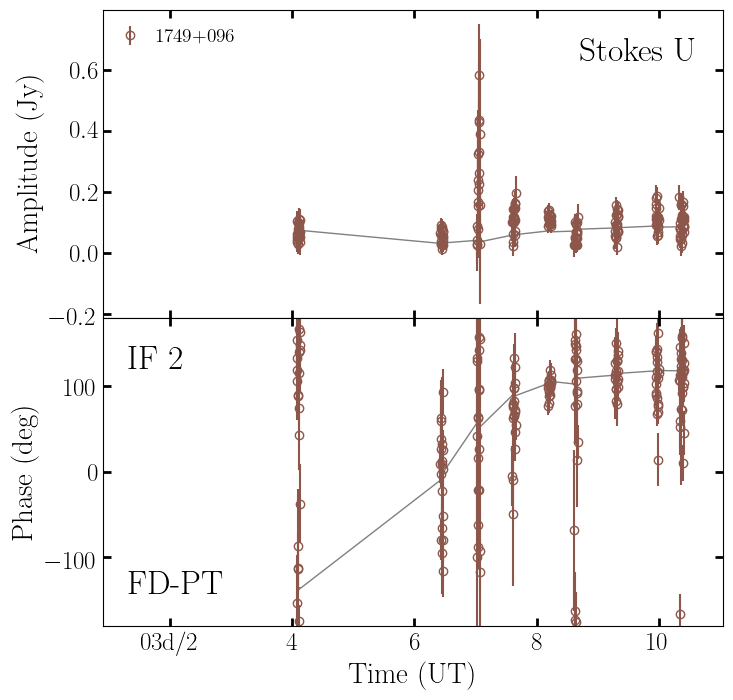 1749+096
Stokes U
Amplitude (Jy)
0.6
0.4
0.2
0.0
−0.2
IF 2
Phase (deg)
100
0
−100
FD-PT
03d/2
4
6
8
10
Time (UT)